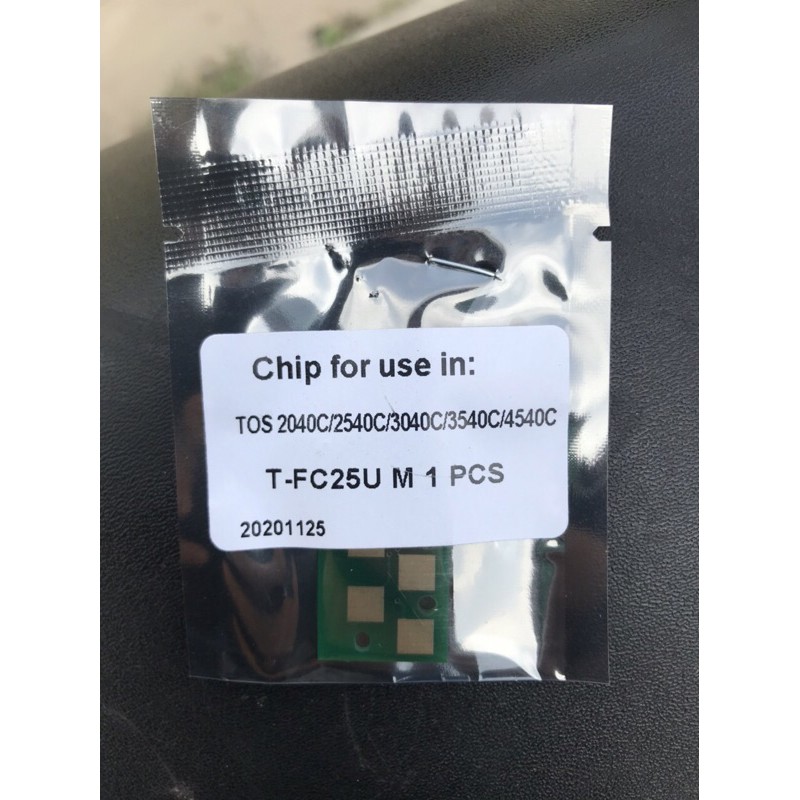 Chip for use in:
TOS 2040C/2540C/3040C/3540C/4540C
T-FC25U M 1 PCS
20201125